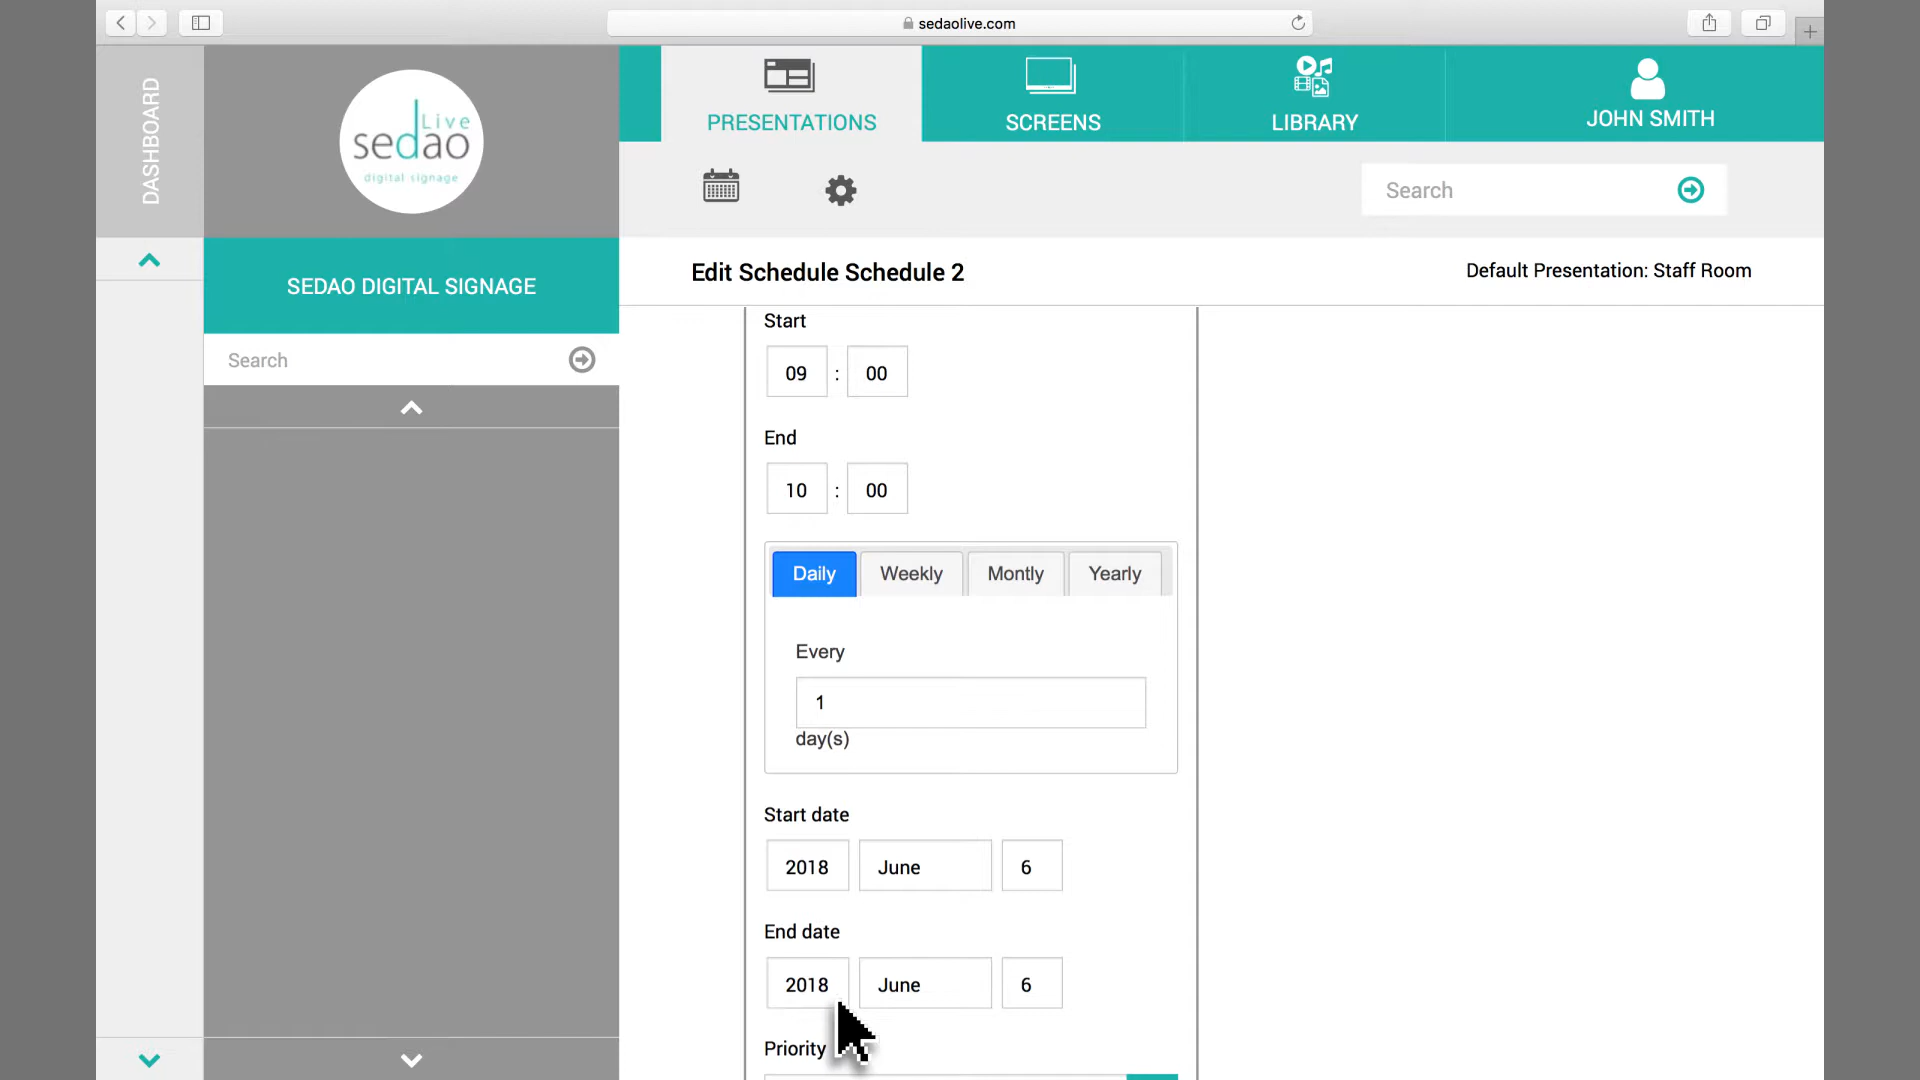 sedaolive.com
DASHBOARD
Live
sedao
digital signage
PRESENTATIONS
SCREENS
LIBRARY
JOHN SMITH
Search
SEDAO DIGITAL SIGNAGE
Search
Edit Schedule Schedule 2
Default Presentation: Staff Room
Start
09 : 00
End
10 : 00
Daily Weekly Montly Yearly
Every
1
day(s)
Start date
2018 June 6
End date
2018 June 6
Priority